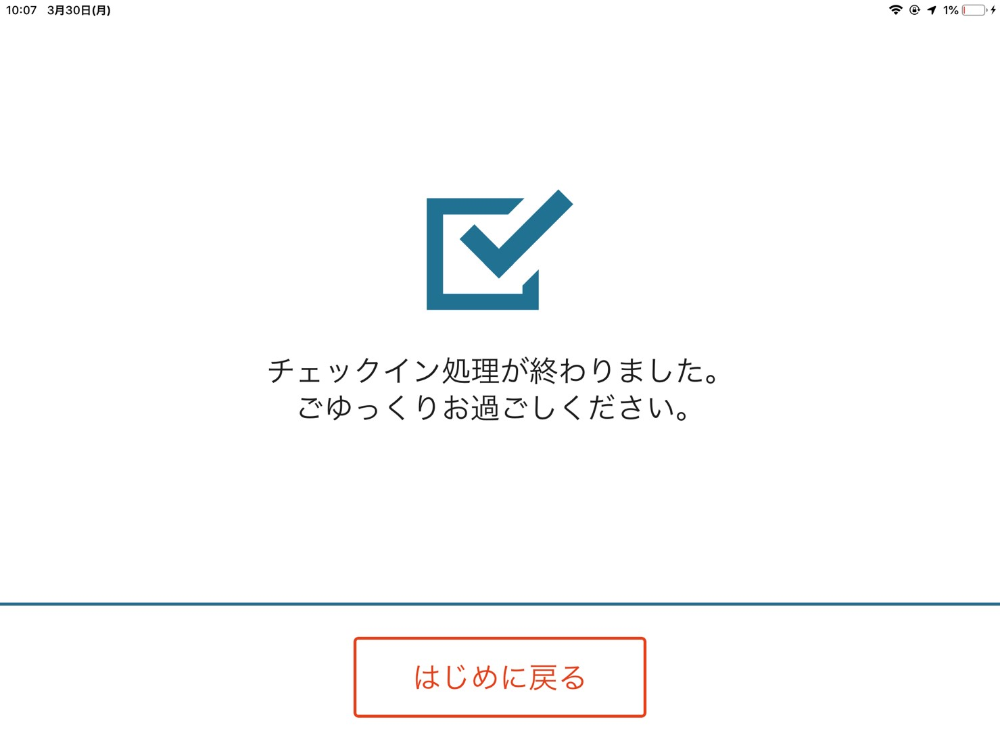 10:07 3月30日(月)
1%
チェックイン処理が終わりました。
ごゆっくりお過ごしください。
はじめに戻る